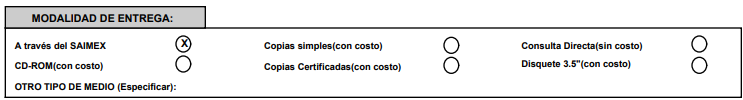 MODALIDAD DE ENTREGA:
A través del SAIMEX X Copias simples(con costo) Consulta Directa(sin costo)
CD-ROM(con costo) Copias Certificadas(con costo) Disquete 3.5"(con costo)
OTRO TIPO DE MEDIO (Especificar):